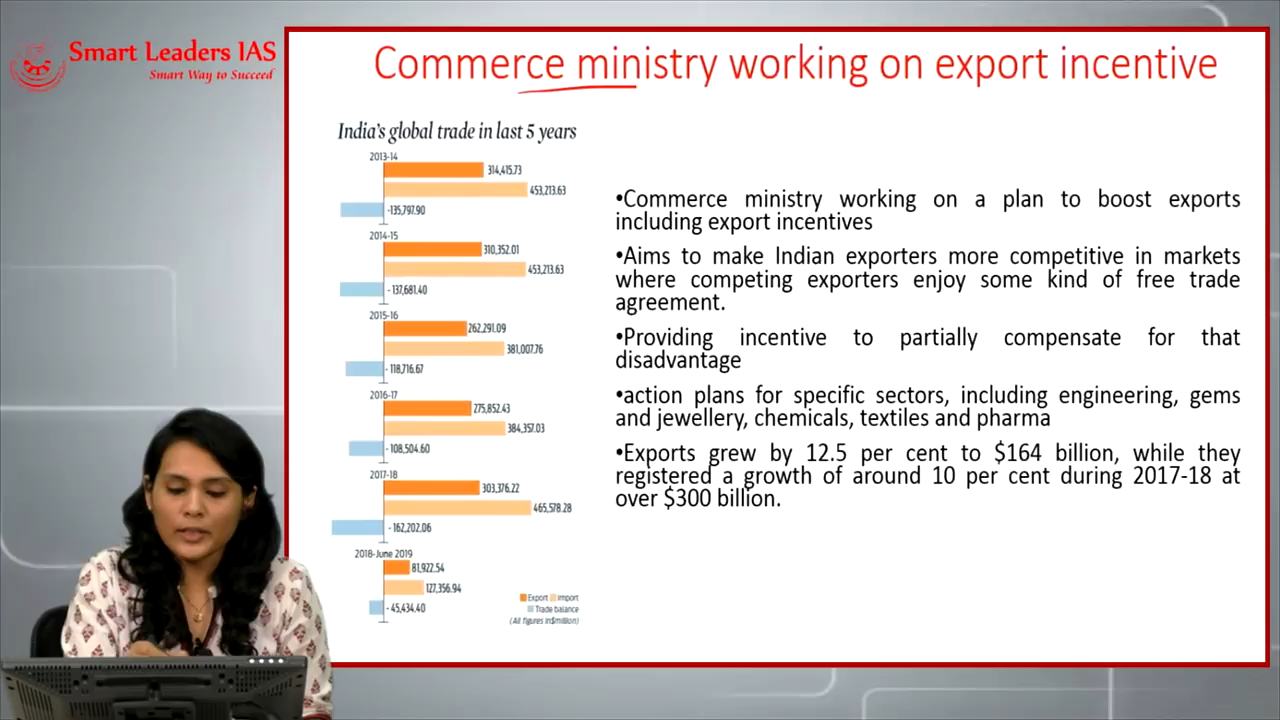 Smart Leaders IAS
Smart Way to Succeed
Commerce ministry working on export incentive
India's global trade in last 5 years
2013-14
314,415.73
453,213.63
-135,797.90
2014-15
310,352.01
453,213.63
- 137,681.40
2015-16
262,291.09
381,007.76
- 118,716.67
2016-17
275,852.43
384,357.03
- 108,504.60
2017-18
303,376.22
465,578.28
- 162,202.06
2018-June 2019
81,922.54
127,356.94
- 45,434.40
Export Import
Trade balance
(All figures in$million)
•Commerce ministry working on a plan to boost exports
including export incentives
•Aims to make Indian exporters more competitive in markets
where competing exporters enjoy some kind of free trade
agreement.
•Providing incentive to partially compensate for that
disadvantage
•action plans for specific sectors, including engineering, gems
and jewellery, chemicals, textiles and pharma
•Exports grew by 12.5 per cent to $164 billion, while they
registered a growth of around 10 per cent during 2017-18 at
over $300 billion.